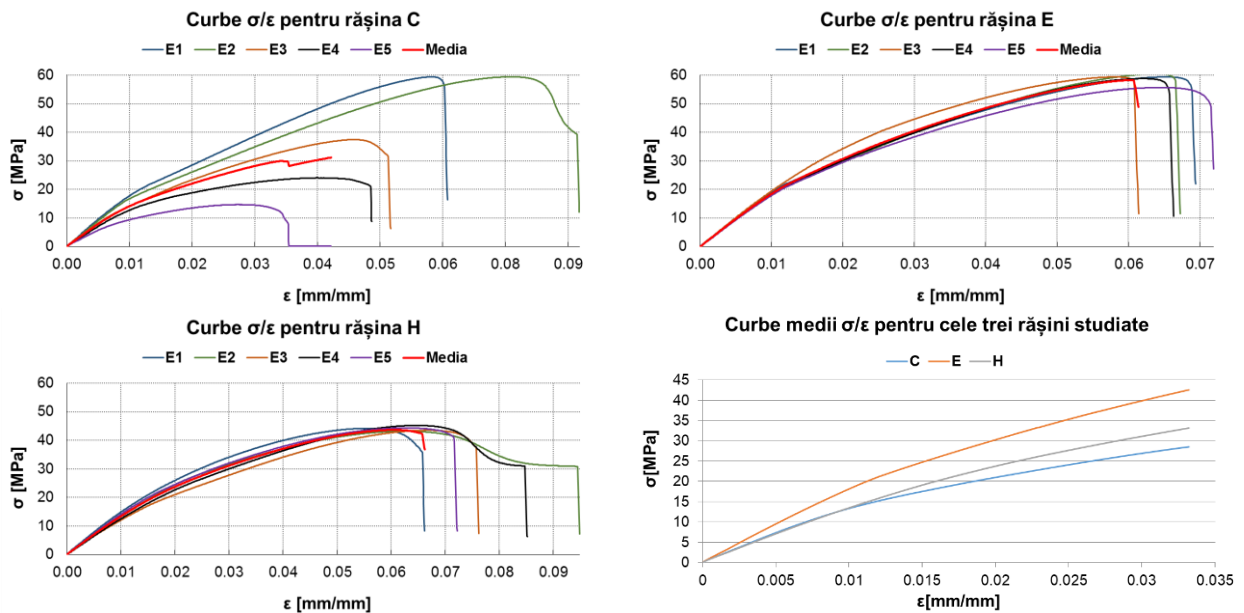 Curbe σ/ε pentru rășina C
E1 E2 E3 E4 E5 Media
60
50
40
30
20
10
0
σ [MPa]
0.00 0.01 0.02 0.03 0.04 0.05 0.06 0.07 0.08 0.09
ε [mm/mm]
Curbe σ/ε pentru rășina E
E1 E2 E3 E4 E5 Media
60
50
40
30
20
10
0
σ [MPa]
0.00 0.01 0.02 0.03 0.04 0.05 0.06 0.07
ε [mm/mm]
Curbe σ/ε pentru rășina H
E1 E2 E3 E4 E5 Media
60
50
40
30
20
10
0
σ [MPa]
0.00 0.01 0.02 0.03 0.04 0.05 0.06 0.07 0.08 0.09
ε [mm/mm]
Curbe medii σ/ε pentru cele trei rășini studiate
C E H
45
40
35
30
25
20
15
10
5
0
σ[MPa]
0 0.005 0.01 0.015 0.02 0.025 0.03 0.035
ε[mm/mm]